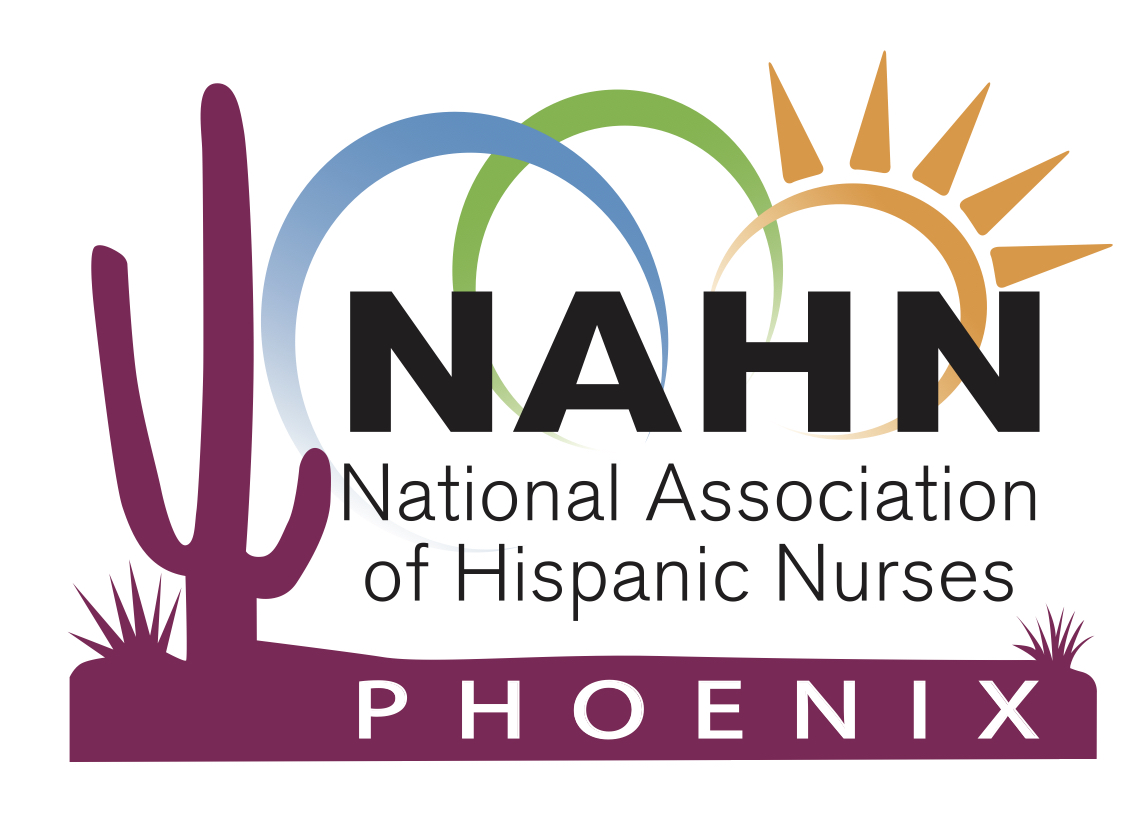 NAHN
National Association
of Hispanic Nurses
PHOENIX